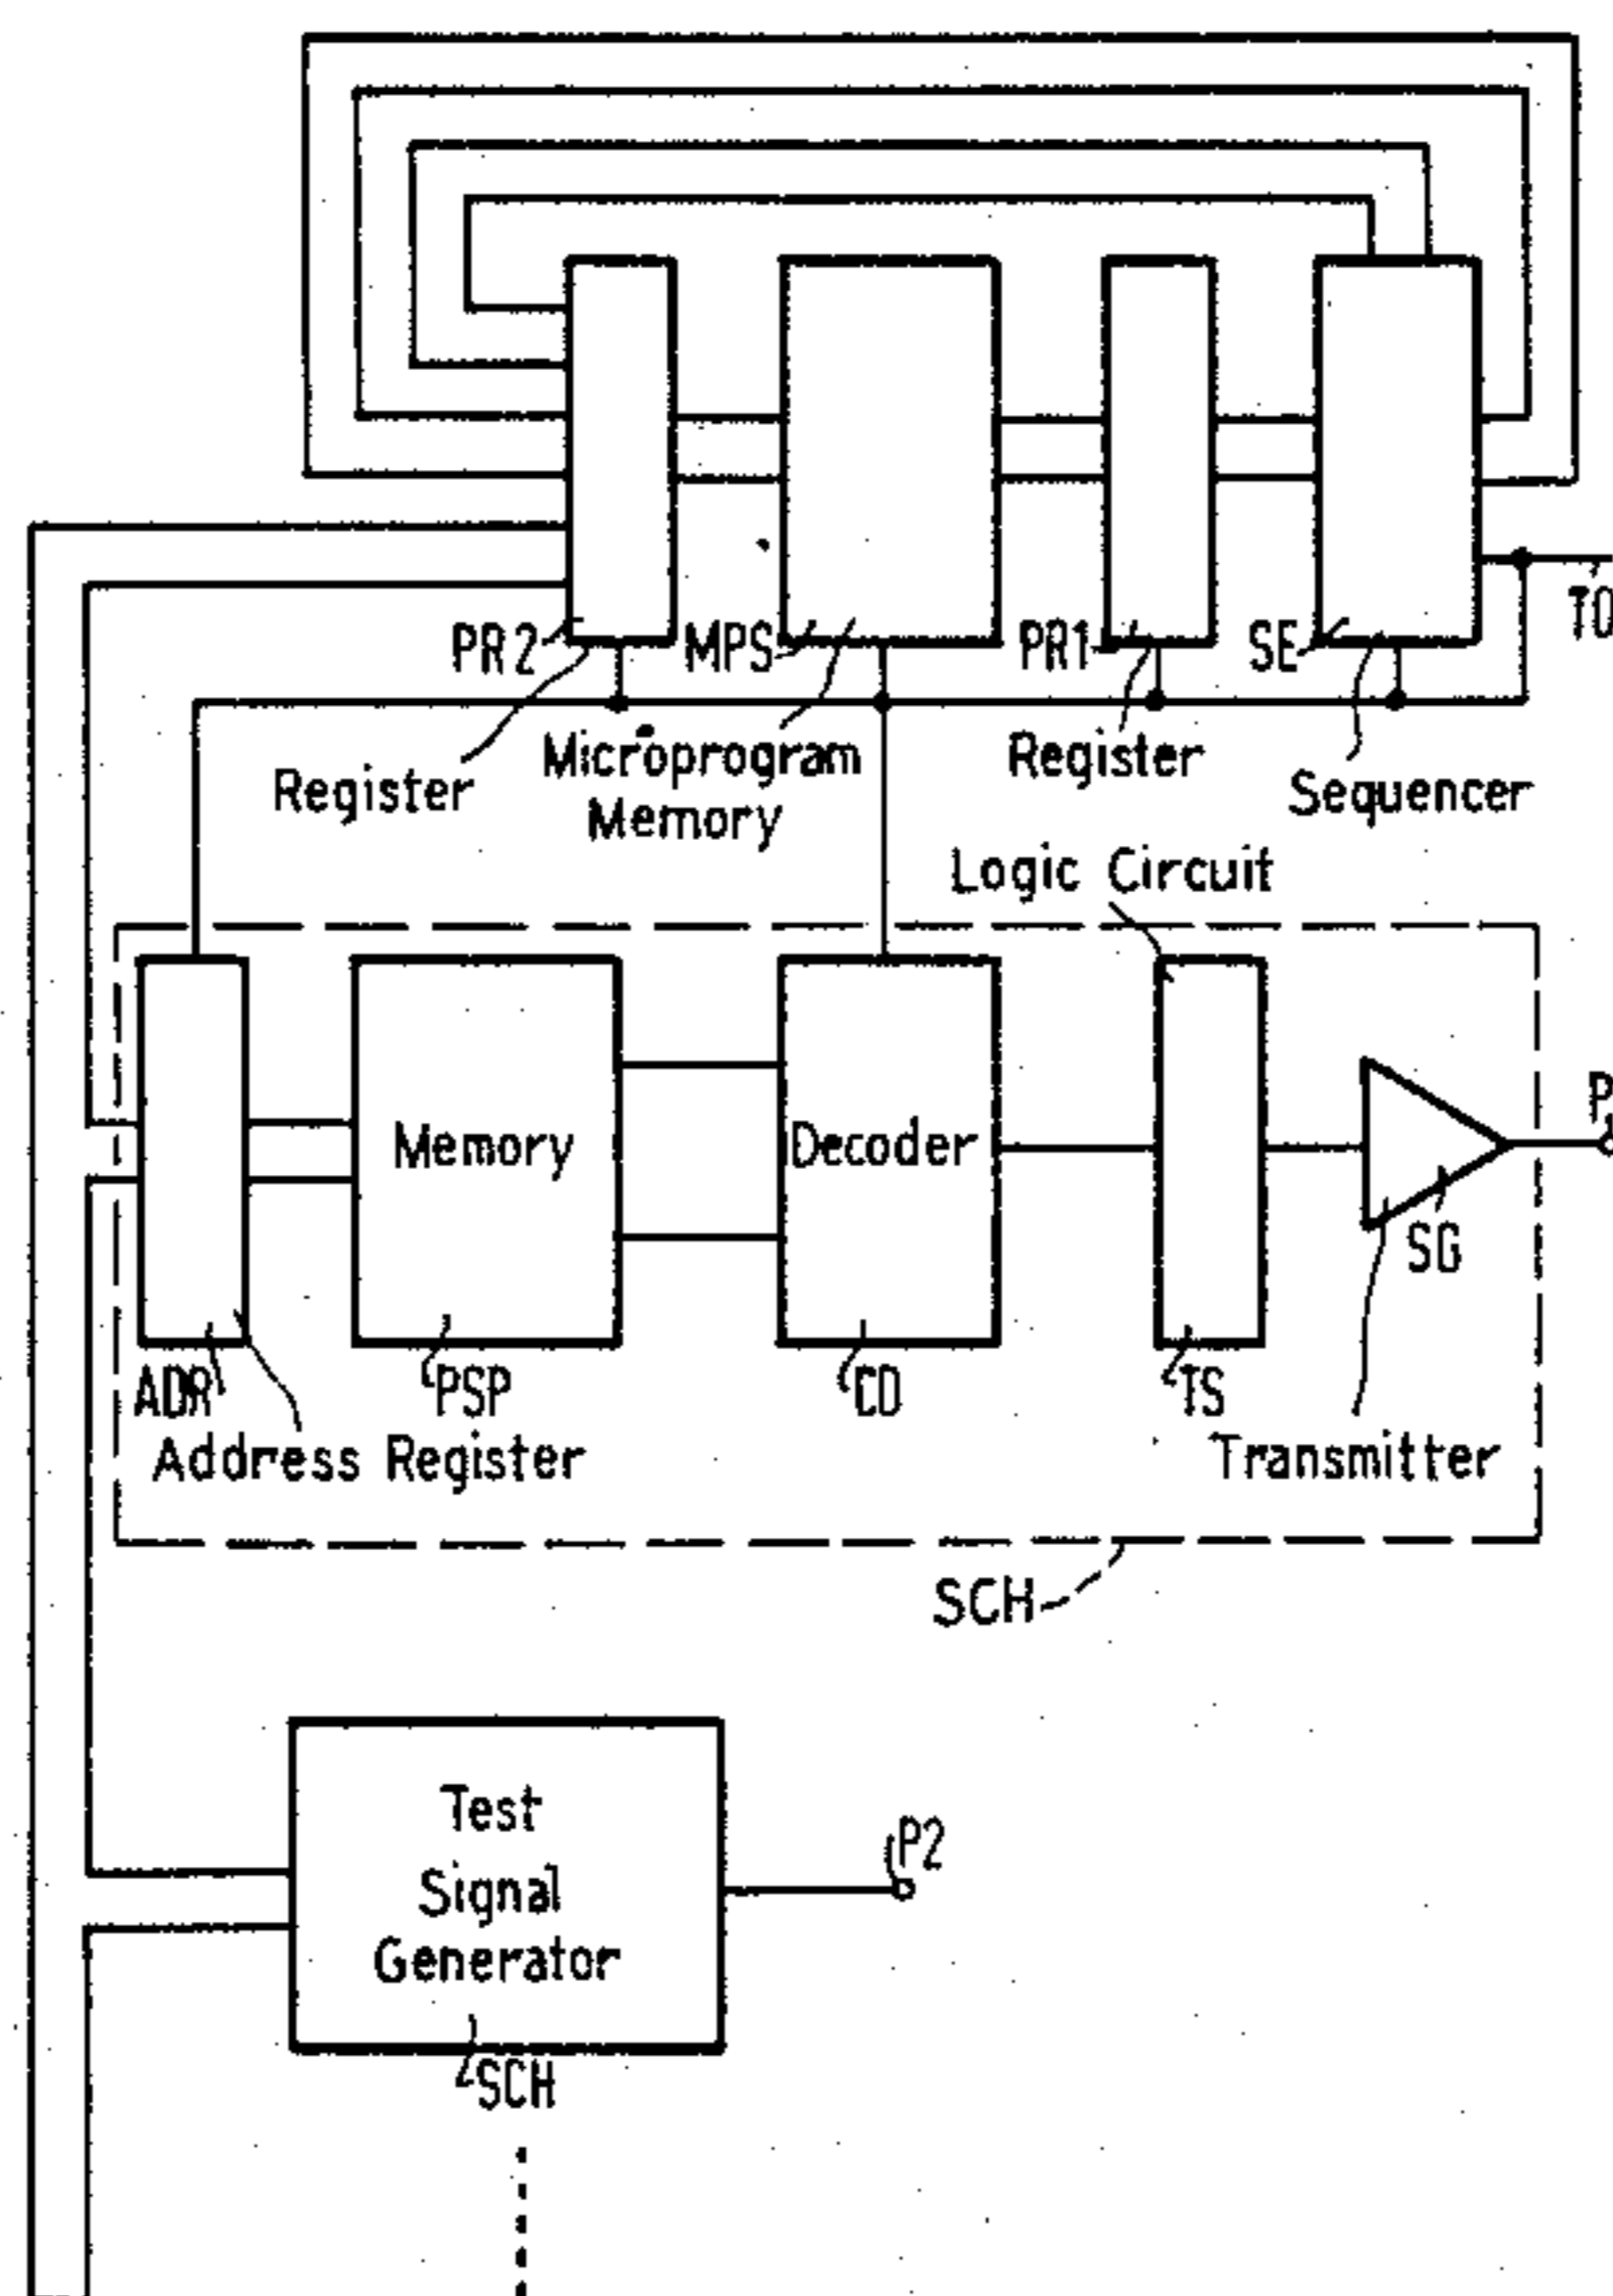 TO
PR2
MPS
PR1
SE
Register
Microprogram
Memory
Register
Sequencer
Logic Circuit
P
Memory
Decoder
SG
ADR
PSP
CD
TS
Address Register
Transmitter
SCH
Test
Signal
Generator
P2
SCH